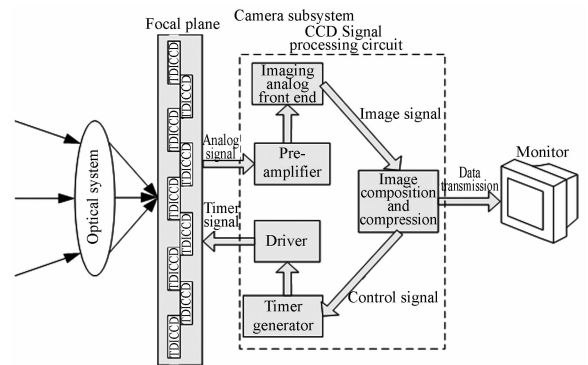 Camera subsystem
Focal plane
CCD Signal
processing circuit
TDICCD
TDICCD
TDICCD
TDICCD
TDICCD
TDICCD
TDICCD
TDICCD
TDICCD
Optical system
Imaging
analog
front end
Image signal
Analog
signal
Pre-
amplifier
Image
composition
and
compression
Data
transmission
Monitor
Timer
signal
Driver
Control signal
Timer
generator